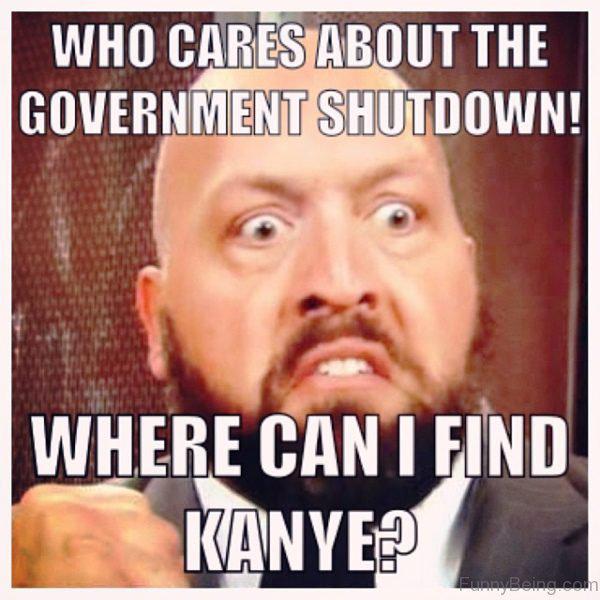 WHO CARES ABOUT THE
GOVERNMENT SHUTDOWN!
WHERE CAN I FIND
KANYE?
FunnyBeing.com